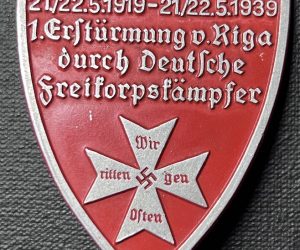 21/22.5.1919-21/22.5.1939
1.Erstürmung v. Riga
durch Deutsche
Freikorpskämpfer
Wir
ritten gen
Osten